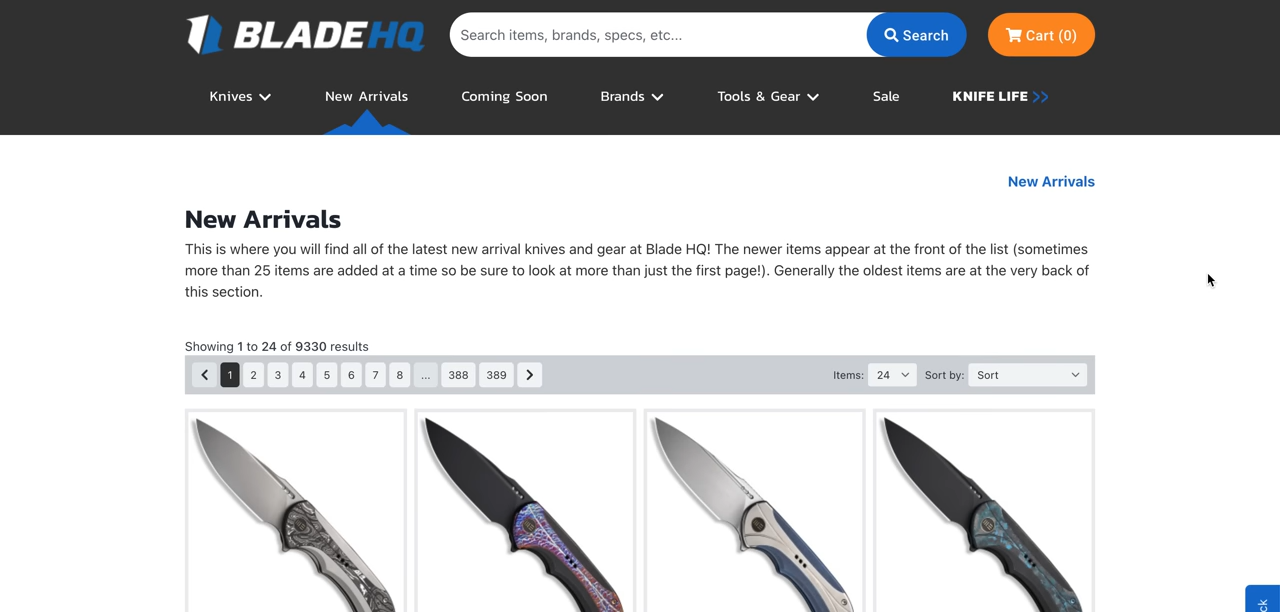 BLADEHQ
Search items, brands, specs, etc...
Search
Cart (0)
Knives
New Arrivals
Coming Soon
Brands
Tools & Gear
Sale
KNIFE LIFE >>
New Arrivals
New Arrivals
This is where you will find all of the latest new arrival knives and gear at Blade HQ! The newer items appear at the front of the list (sometimes
more than 25 items are added at a time so be sure to look at more than just the first page!). Generally the oldest items are at the very back of
this section.
Showing 1 to 24 of 9330 results
1 2 3 4 5 6 7 8 ... 388 389
Items: 24 Sort by: Sort